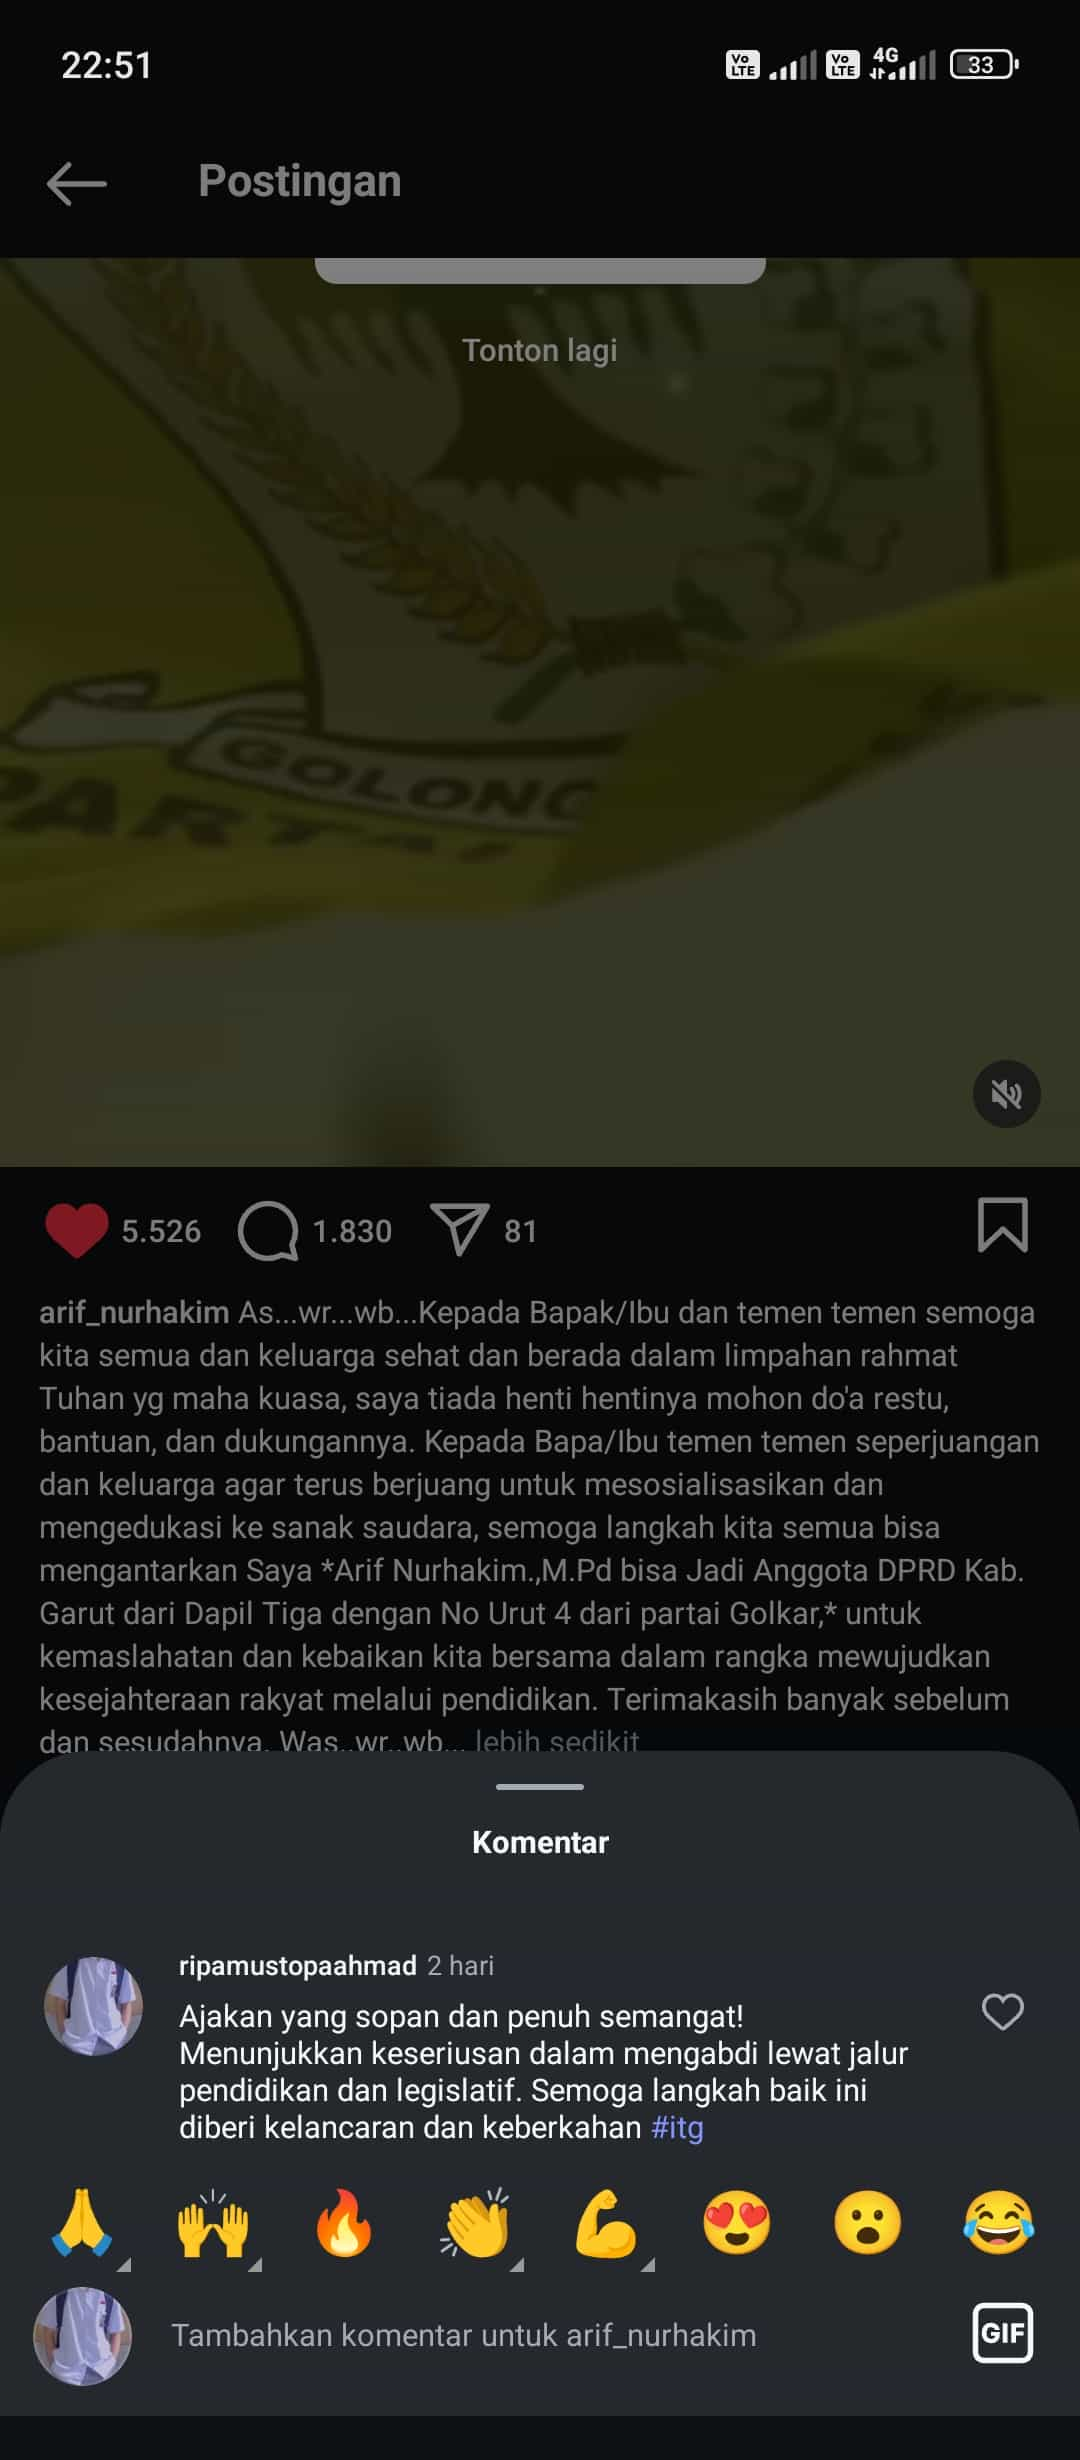 22:51
Vo LTE
Vo LTE
4G
33
Postingan
Tonton lagi
GOLONG
PARTAI
5.526
1.830
81
arif_nurhakim As...wr...wb...Kepada Bapak/Ibu dan temen temen semoga
kita semua dan keluarga sehat dan berada dalam limpahan rahmat
Tuhan yg maha kuasa, saya tiada henti hentinya mohon do'a restu,
bantuan, dan dukungannya. Kepada Bapa/Ibu temen temen seperjuangan
dan keluarga agar terus berjuang untuk mesosialisasikan dan
mengedukasi ke sanak saudara, semoga langkah kita semua bisa
mengantarkan Saya *Arif Nurhakim.,M.Pd bisa Jadi Anggota DPRD Kab.
Garut dari Dapil Tiga dengan No Urut 4 dari partai Golkar,* untuk
kemaslahatan dan kebaikan kita bersama dalam rangka mewujudkan
kesejahteraan rakyat melalui pendidikan. Terimakasih banyak sebelum
dan sesudahnya. Was..wr..wb... lebih sedikit
Komentar
ripamustopaahmad 2 hari
Ajakan yang sopan dan penuh semangat!
Menunjukkan keseriusan dalam mengabdi lewat jalur
pendidikan dan legislatif. Semoga langkah baik ini
diberi kelancaran dan keberkahan #itg
Tambahkan komentar untuk arif_nurhakim
GIF